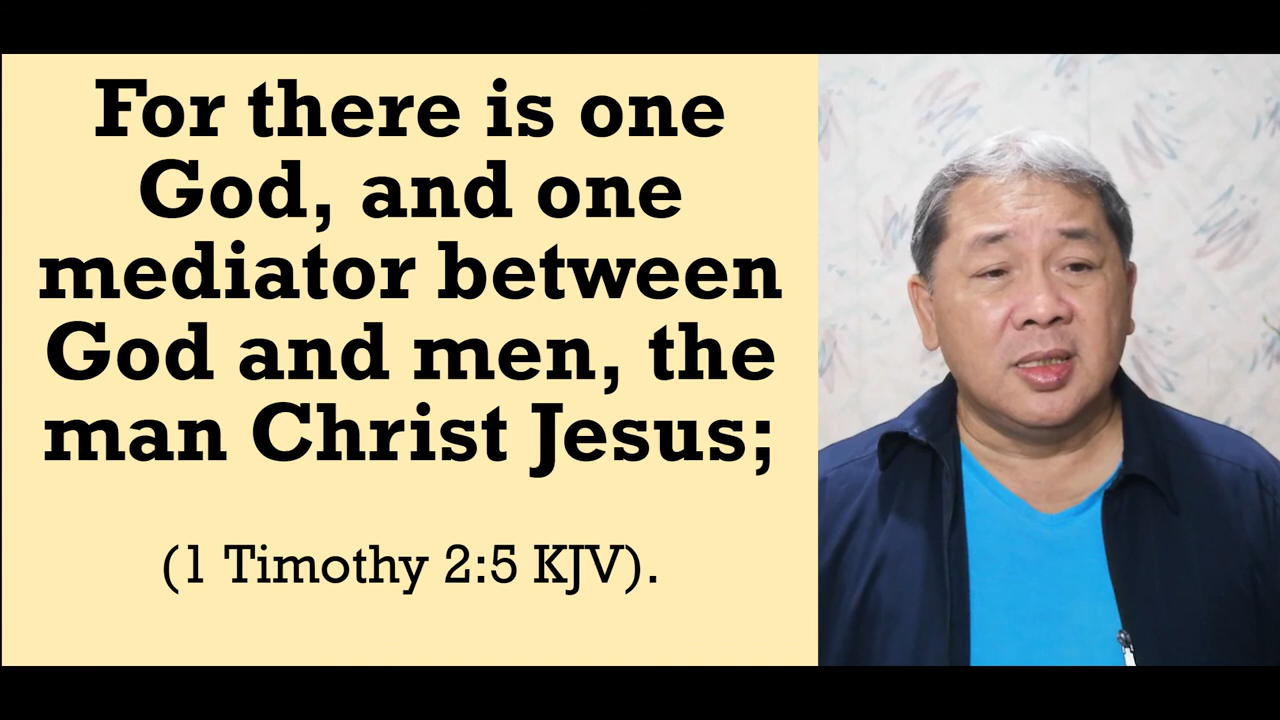 For there is one
God, and one
mediator between
God and men, the
man Christ Jesus;
(1 Timothy 2:5 KJV).